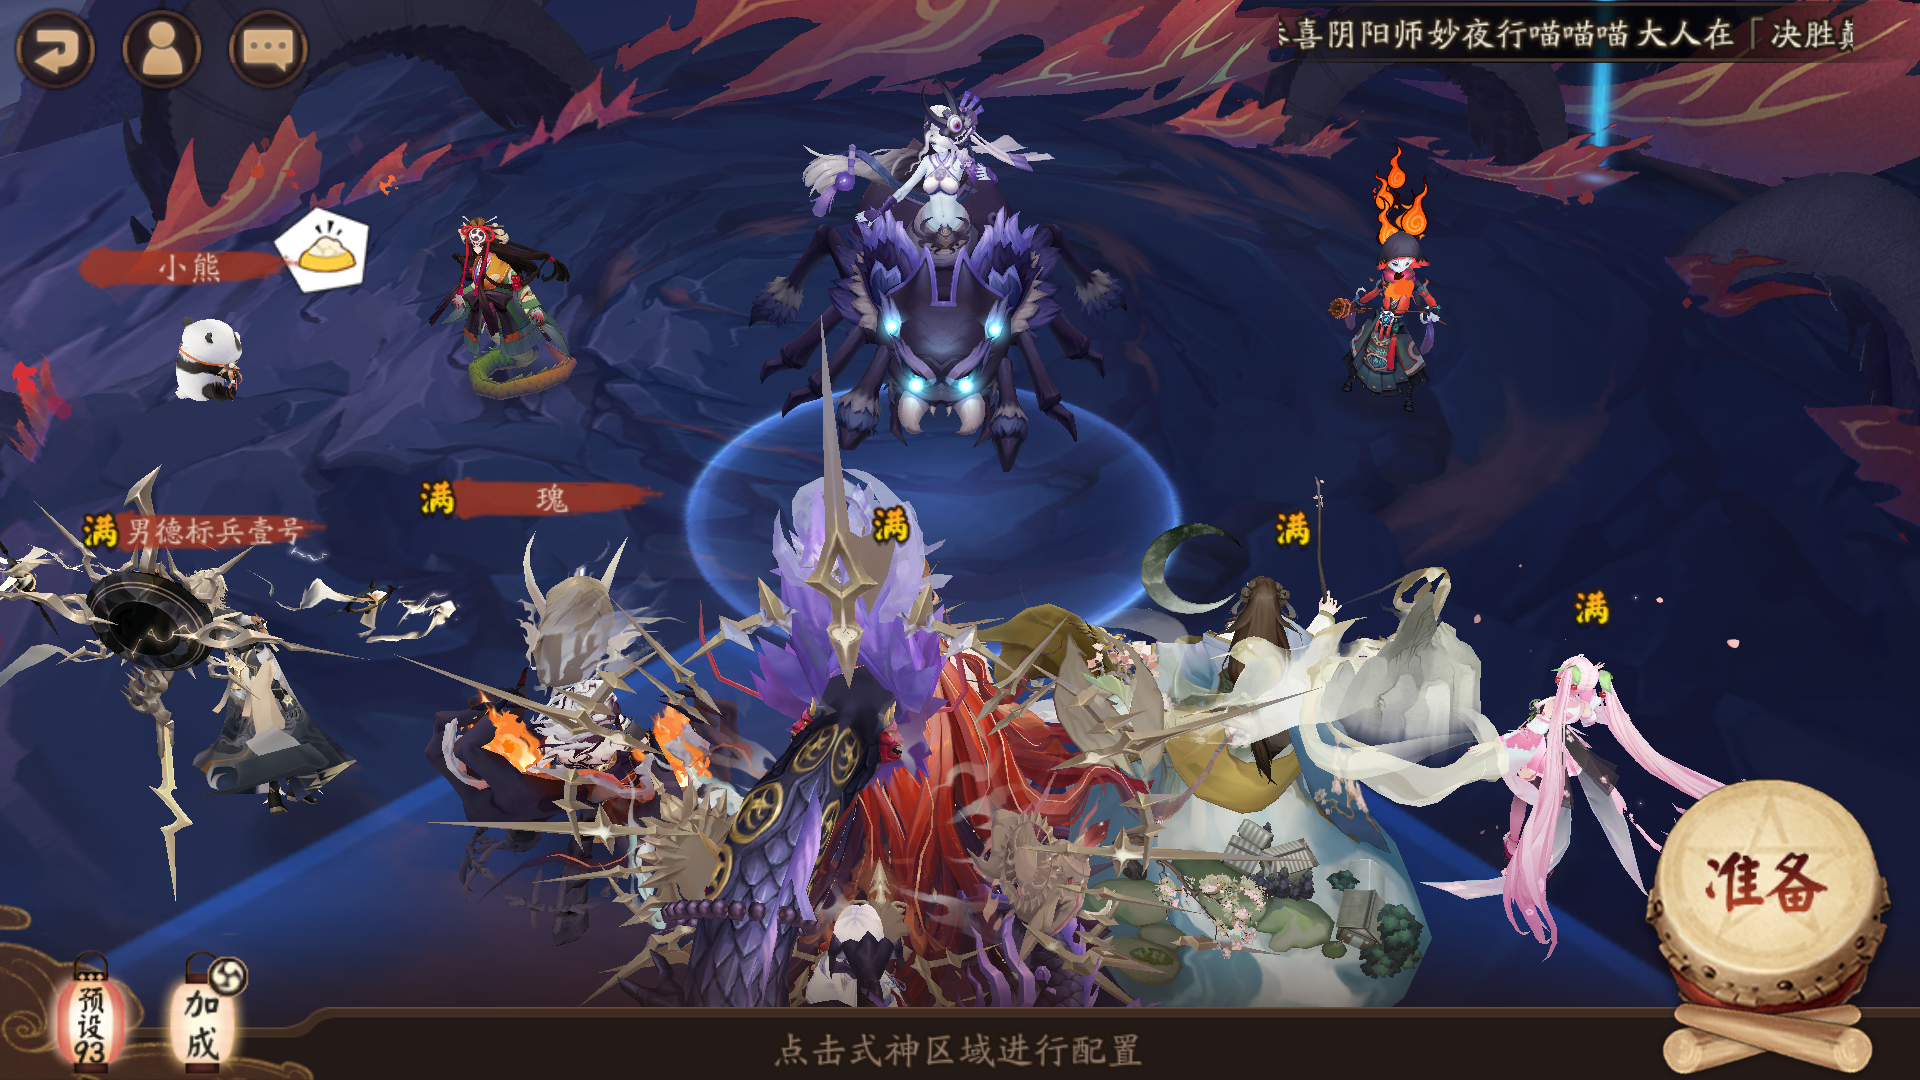 喜阴阳师妙夜行喵喵喵大人在「决胜
小熊
满 瑰
满 男德标兵壹号
满
满
满
准备
预设93
加成
点击式神区域进行配置